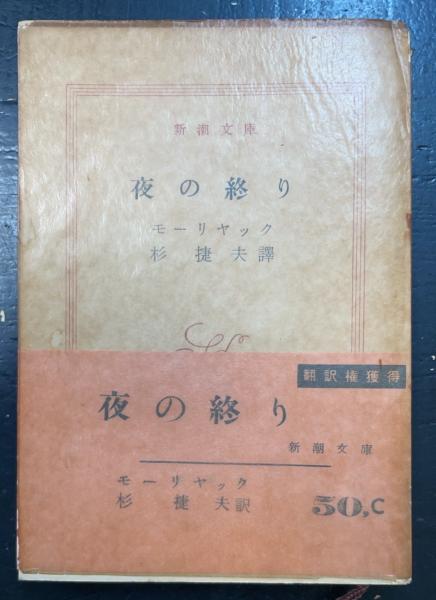 新潮文庫
夜の終り
モーリヤック
杉捷夫譯
翻訳権獲得
夜の終り
新潮文庫
モーリヤック
杉捷夫訳
50,C